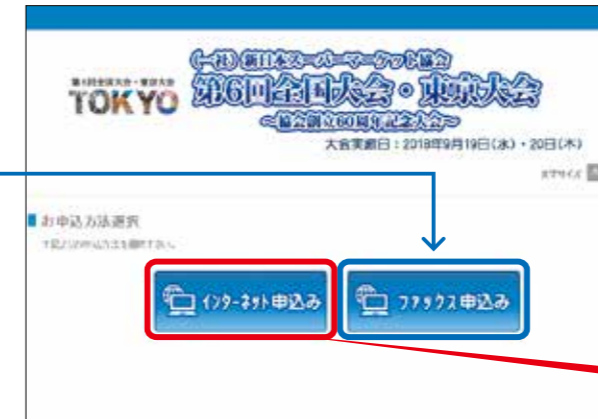 (一社)新日本スーパーマーケット協会
第6回全国大会・東京大会
TOKYO
第6回全国大会・東京大会
〜協会創立60周年記念大会〜
大会実施日：2018年9月19日(水)・20日(木)
文字サイズ
お申込方法選択
インターネット申込み
ファックス申込み